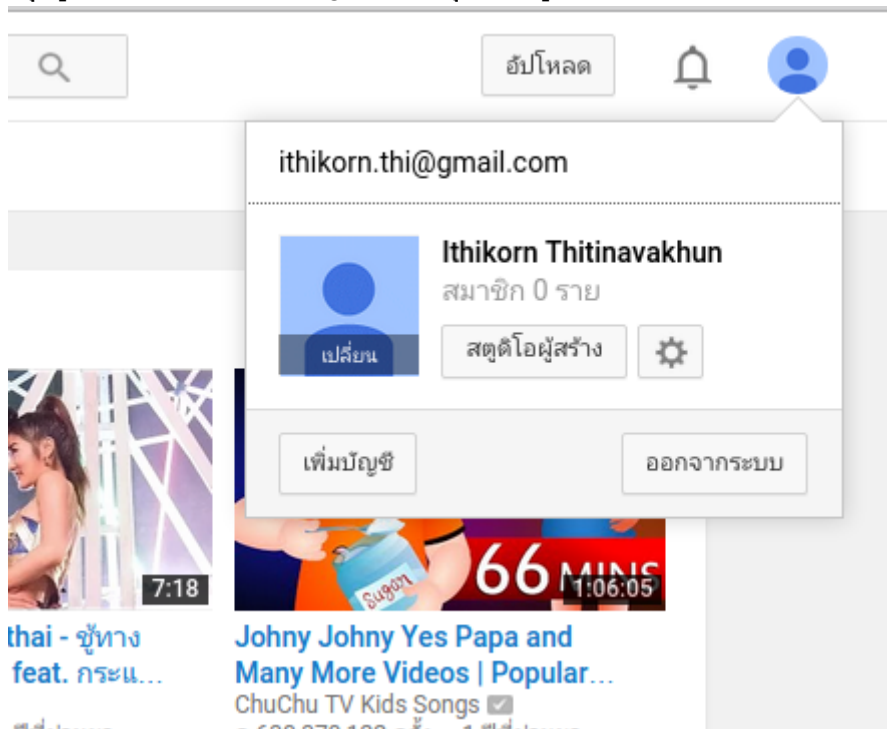 อัปโหลด
ithikorn.thi@gmail.com
Ithikorn Thitinavakhun
สมาชิก 0 ราย
เปลี่ยน
สตูดิโอผู้สร้าง
เพิ่มบัญชี
ออกจากระบบ
Sugar
66 MINS
7:18
1:06:05
thai - ชู้ทาง
feat. กระแ...
Johny Johny Yes Papa and
Many More Videos | Popular...
ChuChu TV Kids Songs